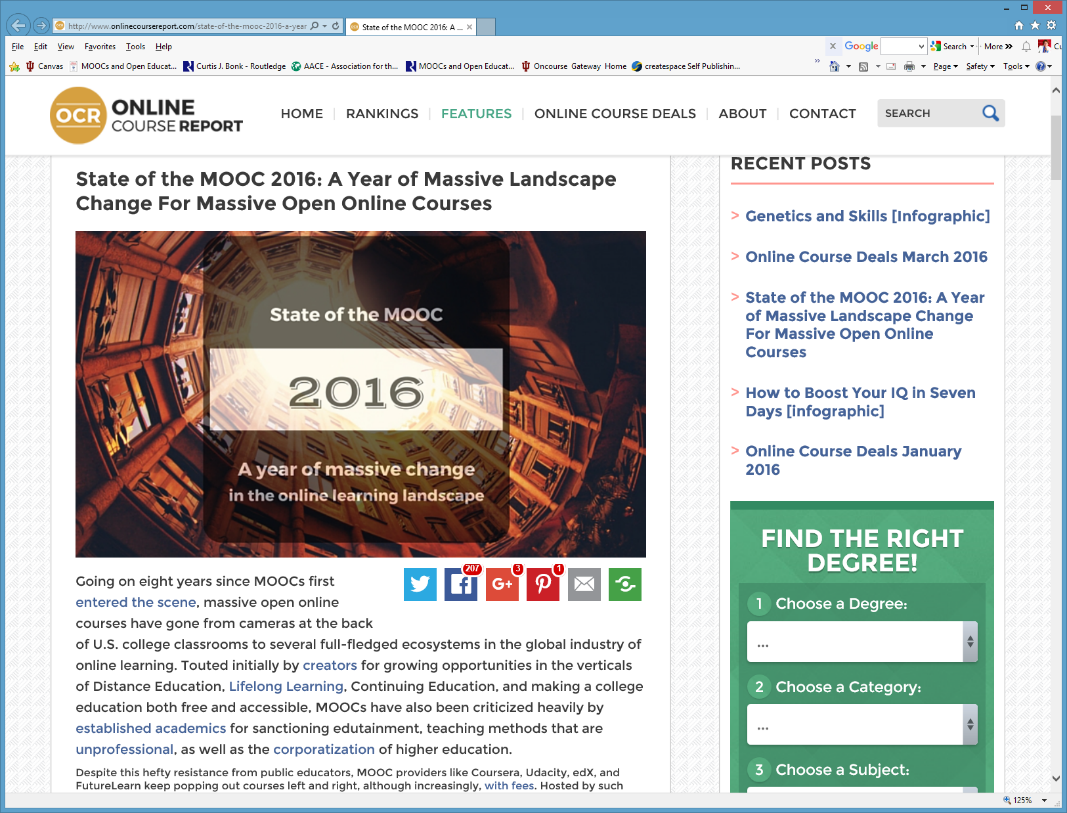 http://www.onlinecoursereport.com/state-of-the-mooc-2016-a-year
State of the MOOC 2016: A ...
File Edit View Favorites Tools Help
Google
Search
More »
Canvas
MOOCs and Open Educat...
Curtis J. Bonk - Routledge
AACE - Association for th...
MOOCs and Open Educat...
Oncourse Gateway Home
createspace Self Publishin...
Page
Safety
Tools
OCR
ONLINE
COURSE REPORT
HOME
RANKINGS
FEATURES
ONLINE COURSE DEALS
ABOUT
CONTACT
SEARCH
State of the MOOC 2016: A Year of Massive Landscape
Change For Massive Open Online Courses
State of the MOOC
2016
A year of massive change
in the online learning landscape
207
3
1
G+
Going on eight years since MOOCs first
entered the scene, massive open online
courses have gone from cameras at the back
of U.S. college classrooms to several full-fledged ecosystems in the global industry of
online learning. Touted initially by creators for growing opportunities in the verticals
of Distance Education, Lifelong Learning, Continuing Education, and making a college
education both free and accessible, MOOCs have also been criticized heavily by
established academics for sanctioning edutainment, teaching methods that are
unprofessional, as well as the corporatization of higher education.
Despite this hefty resistance from public educators, MOOC providers like Coursera, Udacity, edX, and
FutureLearn keep popping out courses left and right, although increasingly, with fees. Hosted by such
RECENT POSTS
> Genetics and Skills [Infographic]
> Online Course Deals March 2016
> State of the MOOC 2016: A Year
of Massive Landscape Change
For Massive Open Online
Courses
> How to Boost Your IQ in Seven
Days [infographic]
> Online Course Deals January
2016
FIND THE RIGHT
DEGREE!
1 Choose a Degree:
...
2 Choose a Category:
...
3 Choose a Subject:
125%